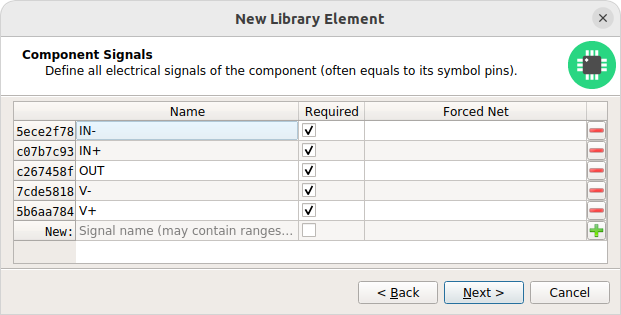 New Library Element
Component Signals
Define all electrical signals of the component (often equals to its symbol pins).
Name Required Forced Net
5ece2f78 IN-
c07b7c93 IN+
c267458f OUT
7cde5818 V-
5b6aa784 V+
New: Signal name (may contain ranges...
< Back Next > Cancel